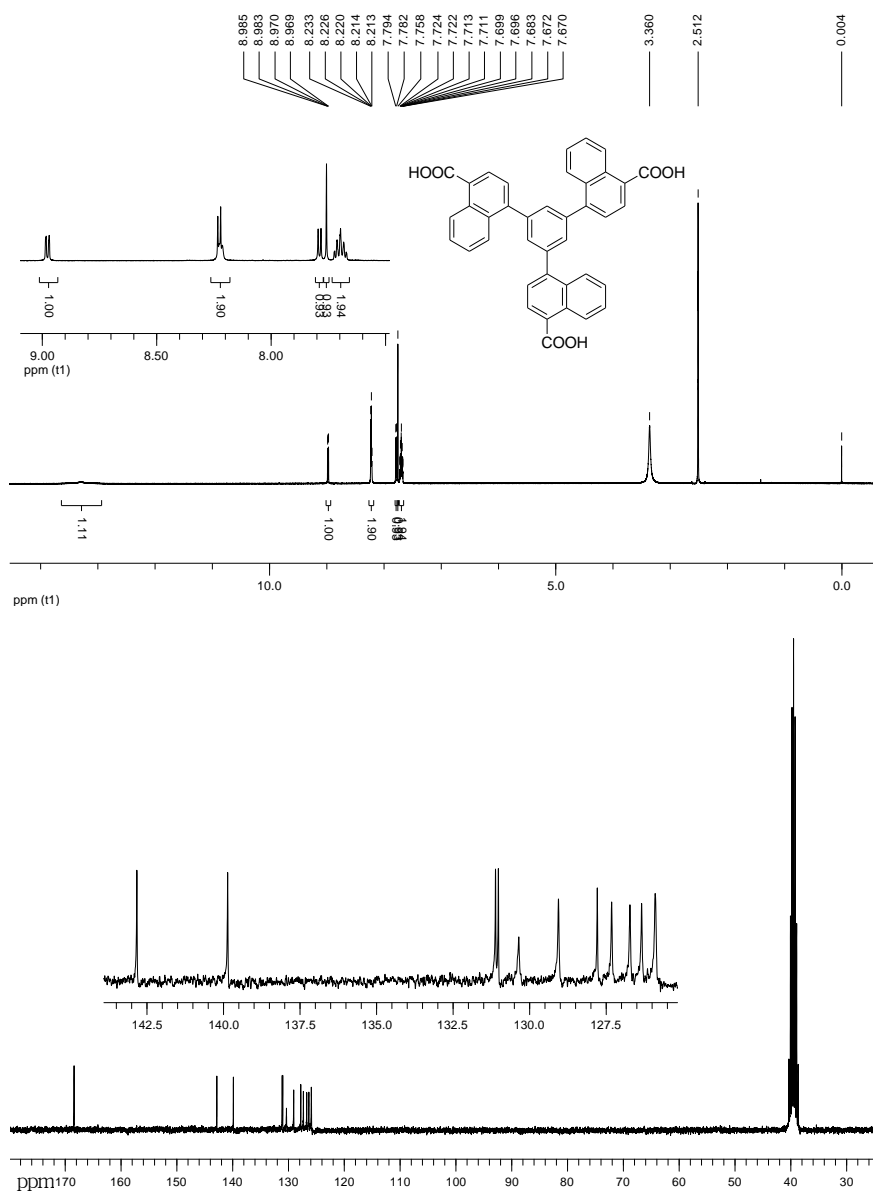 8.985 8.983 8.970 8.969 8.233 8.226 8.220 8.214 8.213 7.794 7.782 7.758 7.724 7.722 7.713 7.711 7.699 7.696 7.683 7.672 7.670 3.360 2.512 0.004
HOOC COOH
COOH
1.00 1.90 0.93 1.94
9.00 8.50 8.00
ppm (t1)
1.11 1.00 1.90 1.94
10.0 5.0 0.0
ppm (t1)
142.5 140.0 137.5 135.0 132.5 130.0 127.5
ppm 170 160 150 140 130 120 110 100 90 80 70 60 50 40 30